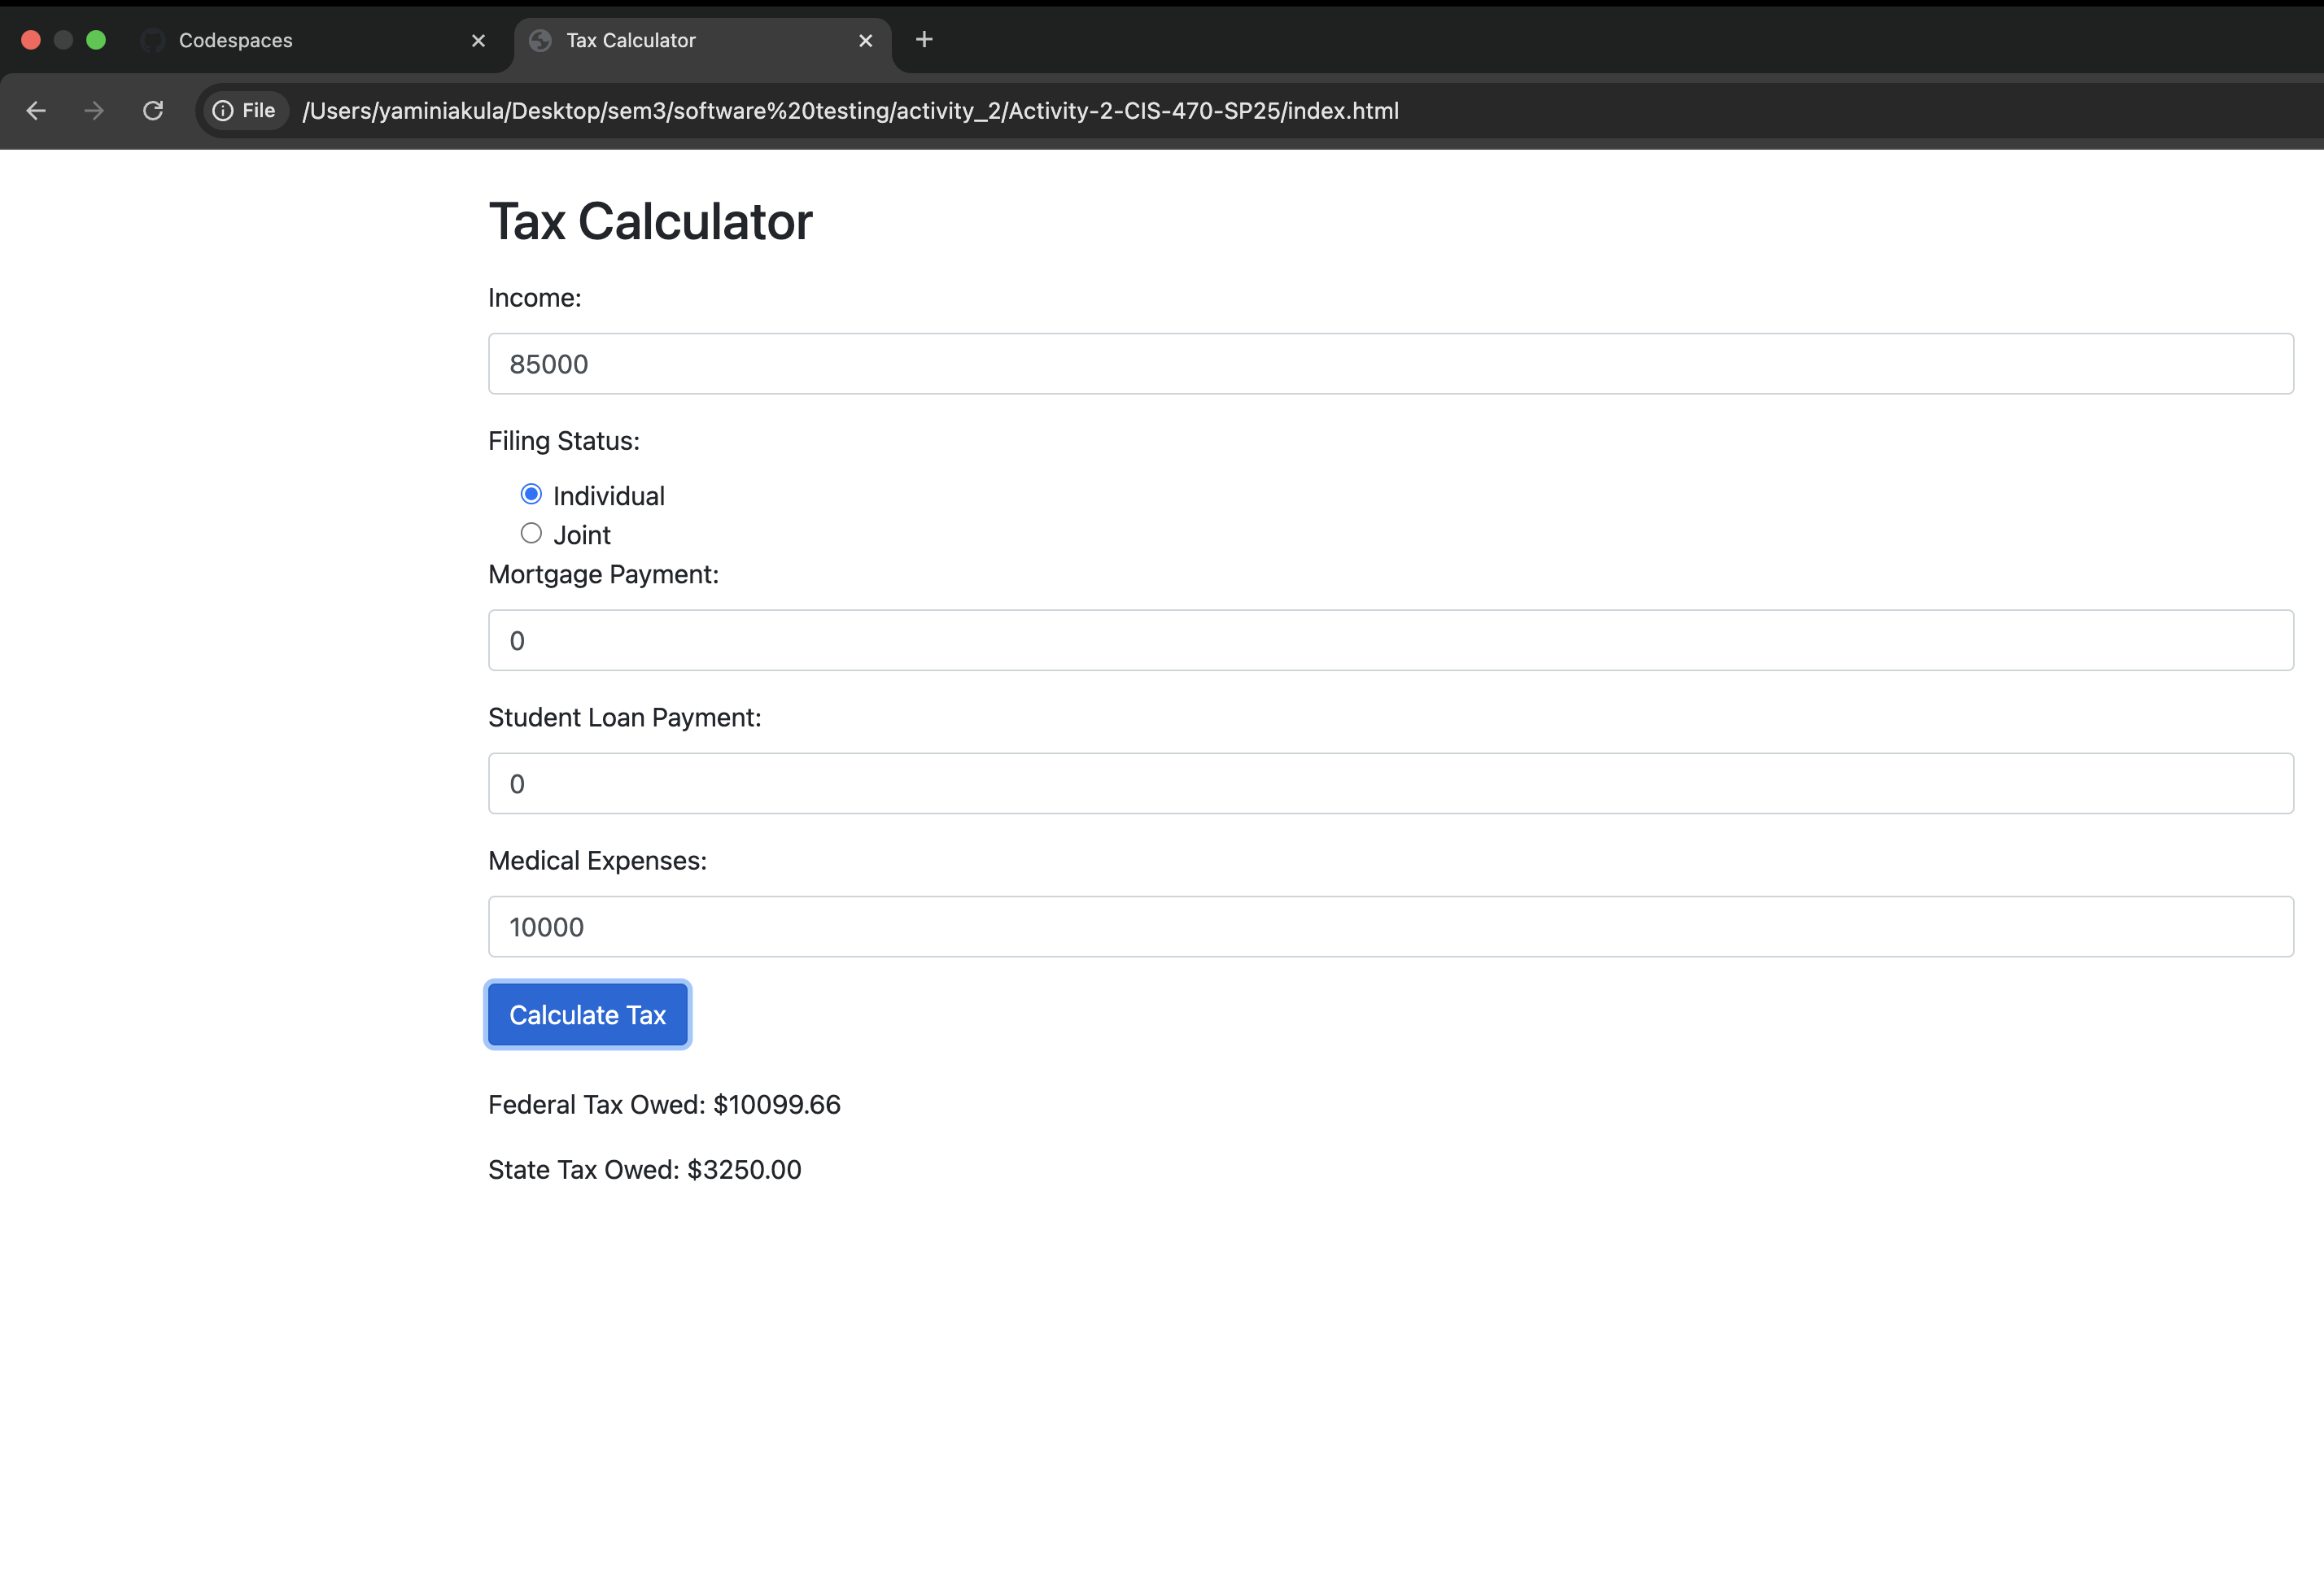 Codespaces
Tax Calculator
File /Users/yaminiakula/Desktop/sem3/software%20testing/activity_2/Activity-2-CIS-470-SP25/index.html
Tax Calculator
Income:
85000
Filing Status:
Individual
Joint
Mortgage Payment:
0
Student Loan Payment:
0
Medical Expenses:
10000
Calculate Tax
Federal Tax Owed: $10099.66
State Tax Owed: $3250.00